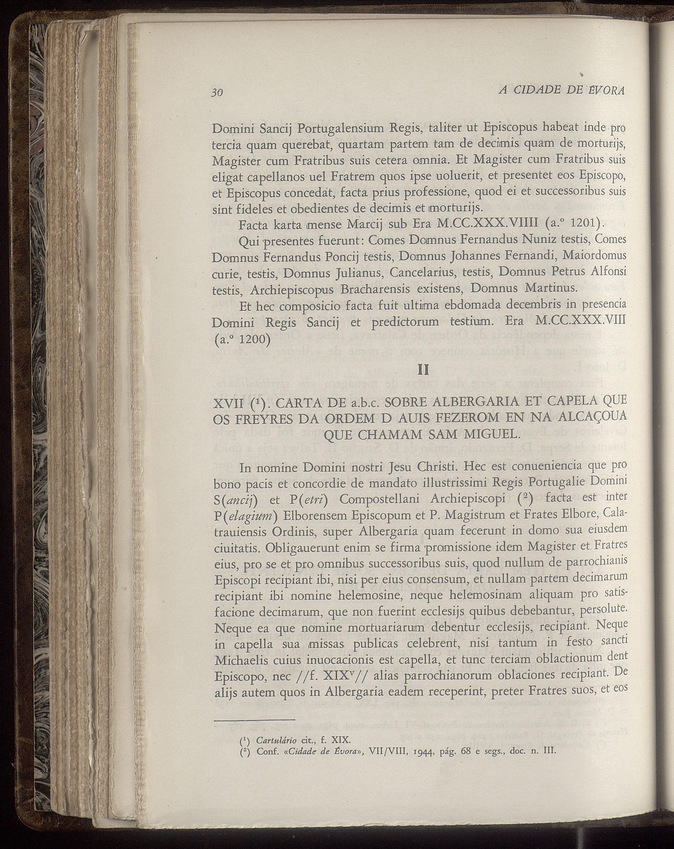 30
A CIDADE DE ÉVORA
Domini Sancij Portugalensium Regis, taliter ut Episcopus habeat inde pro
tercia quam querebat, quartam partem tam de decimis quam de morturijs,
Magister cum Fratribus suis cetera omnia. Et Magister cum Fratribus suis
eligat capellanos uel Fratrem quos ipse uoluerit, et presentet eos Episcopo,
et Episcopus concedat, facta prius professione, quod ei et successoribus suis
sint fideles et obedientes de decimis et morturijs.
Facta karta mense Marcij sub Era M.CC.XXX.VIIII (a.º 1201).
Qui presentes fuerunt: Comes Domnus Fernandus Nuniz testis, Comes
Domnus Fernandus Poncij testis, Domnus Johannes Fernandi, Maiordomus
curie, testis, Domnus Julianus, Cancelarius, testis, Domnus Petrus Alfonsi
testis, Archiepiscopus Bracharensis existens, Domnus Martinus.
Et hec composicio facta fuit ultima ebdomada decembris in presencia
Domini Regis Sancij et predictorum testium. Era M.CC.XXX.VIII
(a.º 1200)
II
XVII (¹). CARTA DE a.b.c. SOBRE ALBERGARIA ET CAPELA QUE
OS FREYRES DA ORDEM D AUIS FEZEROM EN NA ALCAÇOUA
QUE CHAMAM SAM MIGUEL.
In nomine Domini nostri Jesu Christi. Hec est conueniencia que pro
bono pacis et concordie de mandato illustrissimi Regis Portugalie Domini
S(ancij) et P(etri) Compostellani Archiepiscopi (²) facta est inter
P(elagium) Elborensem Episcopum et P. Magistrum et Frates Elbore, Cala-
trauiensis Ordinis, super Albergaria quam fecerunt in domo sua eiusdem
ciuitatis. Obligauerunt enim se firma promissione idem Magister et Fratres
eius, pro se et pro omnibus successoribus suis, quod nullum de parrochianis
Episcopi recipiant ibi, nisi per eius consensum, et nullam partem decimarum
recipiant ibi nomine helemosine, neque helemosinam aliquam pro satis-
facione decimarum, que non fuerint ecclesijs quibus debebantur, persolute.
Neque ea que nomine mortuariarum debentur ecclesijs, recipiant. Neque
in capella sua missas publicas celebrent, nisi tantum in festo sancti
Michaelis cuius inuocacionis est capella, et tunc terciam oblactionum dent
Episcopo, nec //f. XIXᵛ// alias parrochianorum oblaciones recipiant. De
alijs autem quos in Albergaria eadem receperint, preter Fratres suos, et eos
(¹) Cartulário cit., f. XIX.
(²) Conf. «Cidade de Évora», VII/VIII, 1944, pág. 68 e segs., doc. n. III.